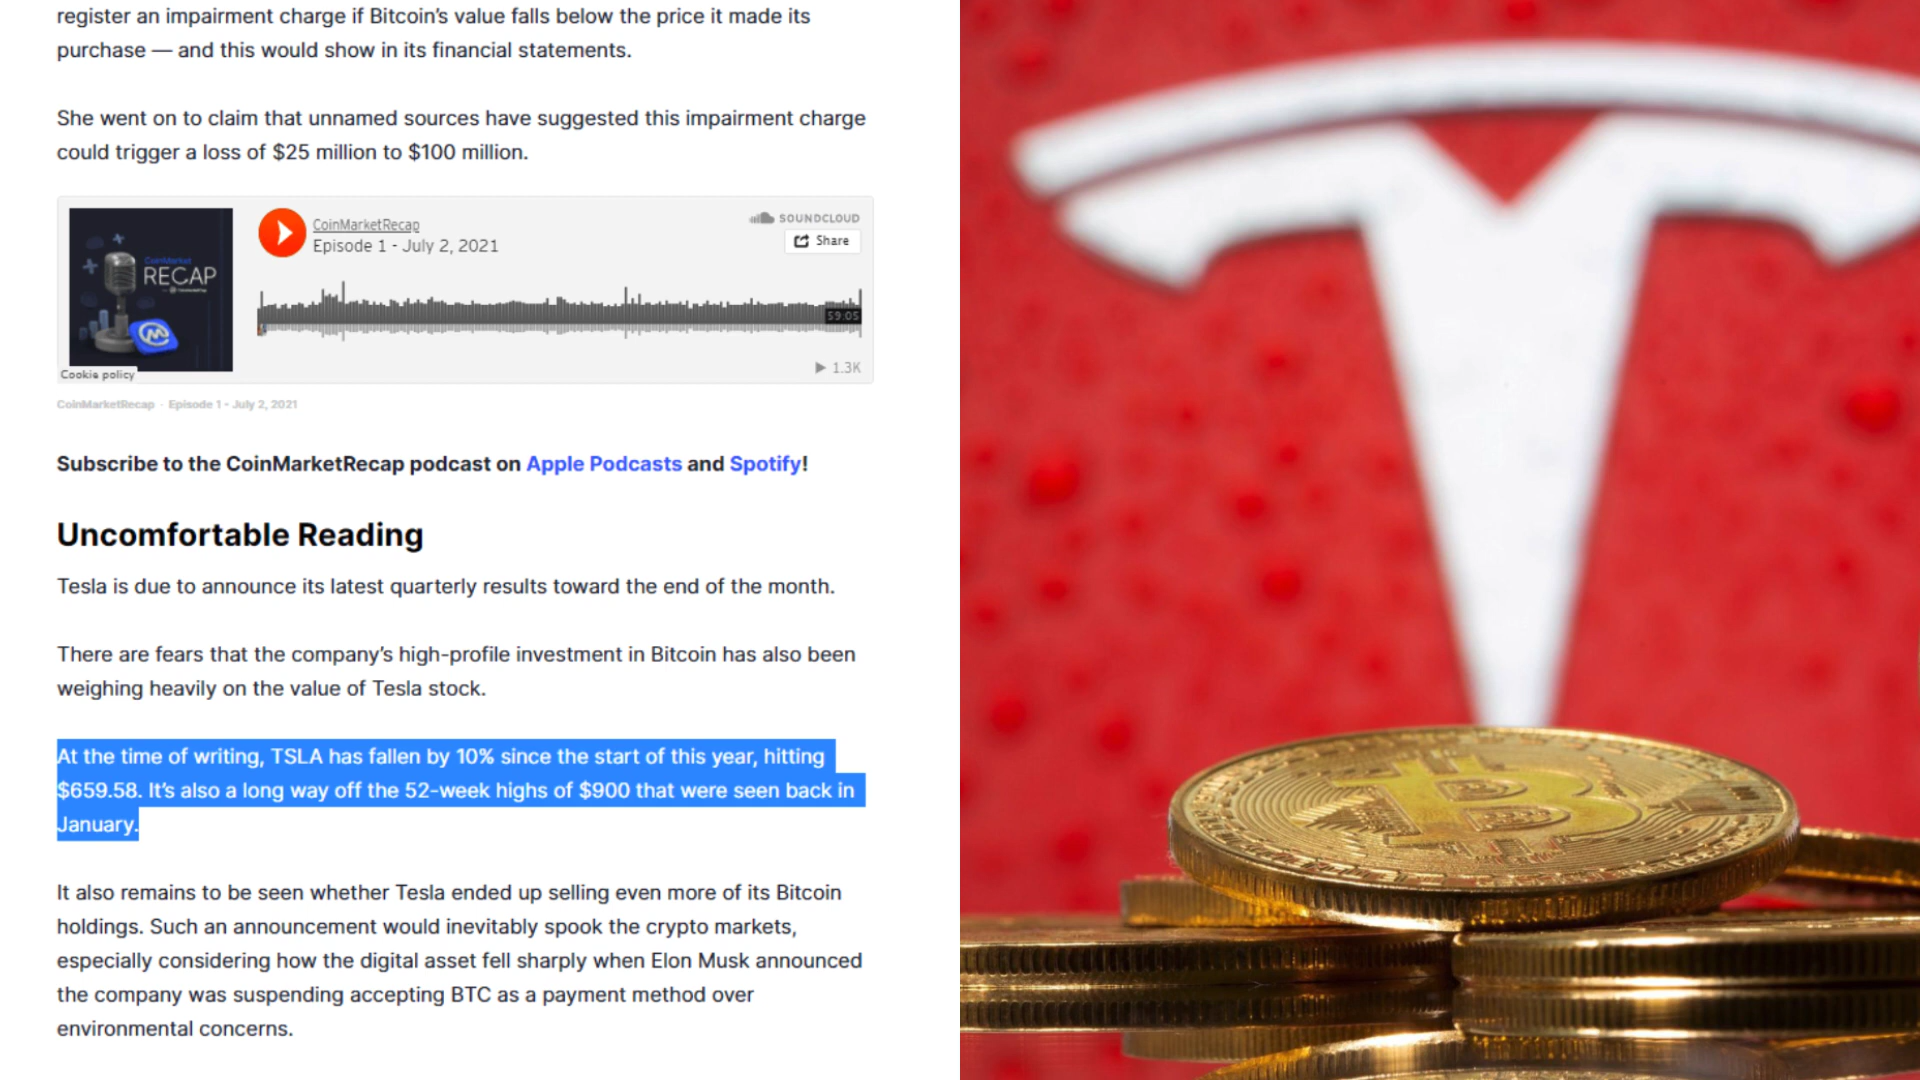 register an impairment charge if Bitcoin’s value falls below the price it made its
purchase — and this would show in its financial statements.
She went on to claim that unnamed sources have suggested this impairment charge
could trigger a loss of $25 million to $100 million.
CoinMarketRecap
Episode 1 - July 2, 2021
SOUNDCLOUD
Share
CoinMarket
RECAP
59:05
1.3K
Cookie policy
CoinMarketRecap · Episode 1 - July 2, 2021
Subscribe to the CoinMarketRecap podcast on Apple Podcasts and Spotify!
Uncomfortable Reading
Tesla is due to announce its latest quarterly results toward the end of the month.
There are fears that the company’s high-profile investment in Bitcoin has also been
weighing heavily on the value of Tesla stock.
At the time of writing, TSLA has fallen by 10% since the start of this year, hitting
$659.58. It’s also a long way off the 52-week highs of $900 that were seen back in
January.
It also remains to be seen whether Tesla ended up selling even more of its Bitcoin
holdings. Such an announcement would inevitably spook the crypto markets,
especially considering how the digital asset fell sharply when Elon Musk announced
the company was suspending accepting BTC as a payment method over
environmental concerns.